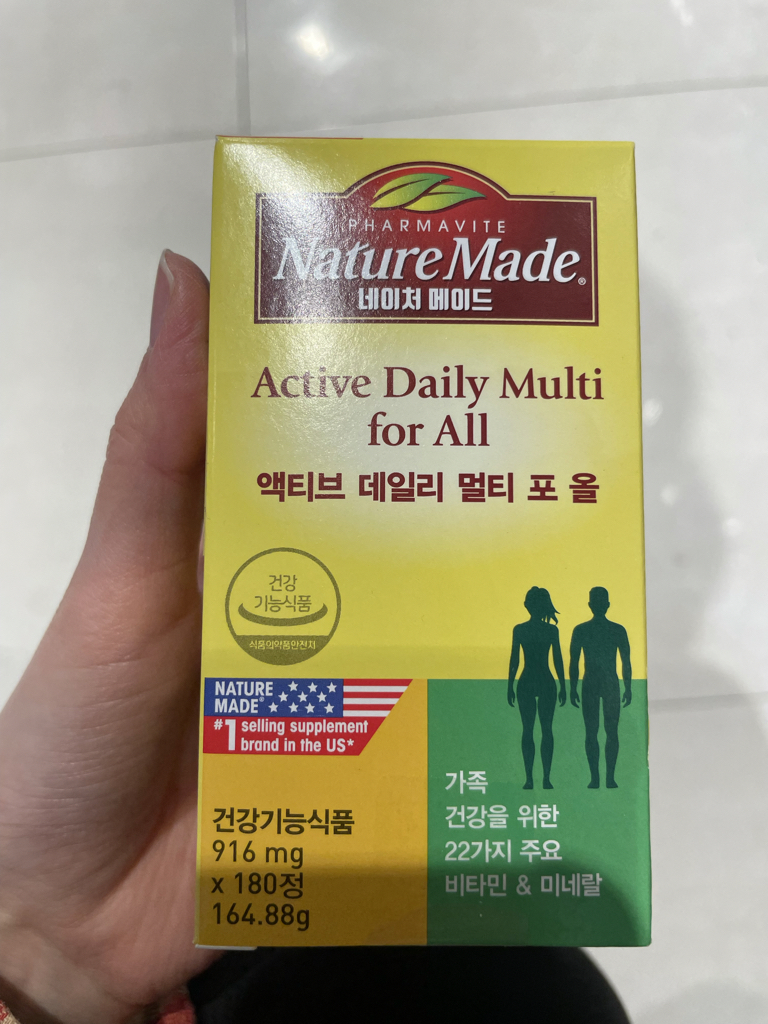 PHARMAVITE
Nature Made®
네이처 메이드
Active Daily Multi
for All
액티브 데일리 멀티 포 올
건강
기능식품
식품의약품안전처
NATURE
MADE®
#1 selling supplement
brand in the US*
건강기능식품
916 mg
x 180정
164.88g
가족
건강을 위한
22가지 주요
비타민 & 미네랄